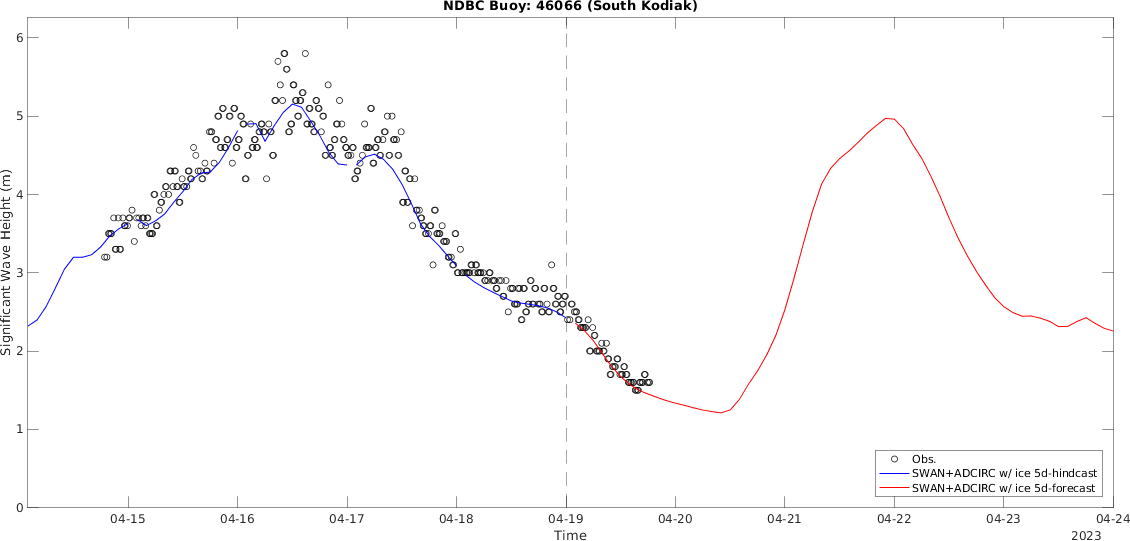 NDBC Buoy: 46066 (South Kodiak)
6
5
4
3
2
1
0
Significant Wave Height (m)
Obs.
SWAN+ADCIRC w/ ice 5d-hindcast
SWAN+ADCIRC w/ ice 5d-forecast
04-15 04-16 04-17 04-18 04-19 04-20 04-21 04-22 04-23 04-24
Time
2023